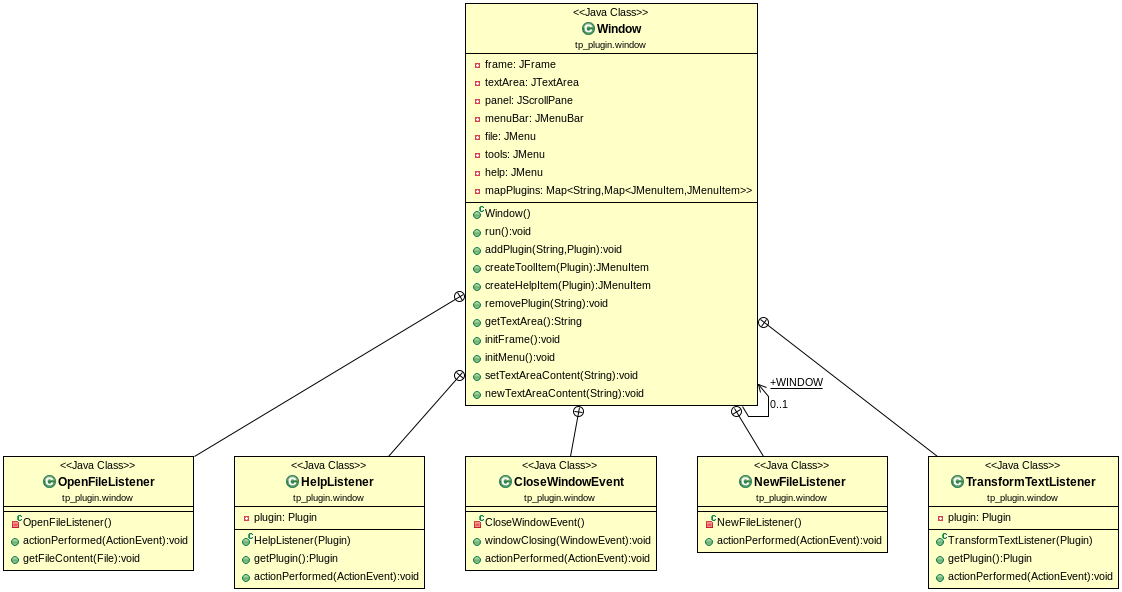 <<Java Class>>
Window
tp_plugin.window
frame: JFrame
textArea: JTextArea
panel: JScrollPane
menuBar: JMenuBar
file: JMenu
tools: JMenu
help: JMenu
mapPlugins: Map<String,Map<JMenuItem,JMenuItem>>
Window()
run():void
addPlugin(String,Plugin):void
createToolItem(Plugin):JMenuItem
createHelpItem(Plugin):JMenuItem
removePlugin(String):void
getTextArea():String
initFrame():void
initMenu():void
setTextAreaContent(String):void
newTextAreaContent(String):void
+WINDOW
0..1
<<Java Class>>
OpenFileListener
tp_plugin.window
OpenFileListener()
actionPerformed(ActionEvent):void
getFileContent(File):void
<<Java Class>>
HelpListener
tp_plugin.window
plugin: Plugin
HelpListener(Plugin)
getPlugin():Plugin
actionPerformed(ActionEvent):void
<<Java Class>>
CloseWindowEvent
tp_plugin.window
CloseWindowEvent()
windowClosing(WindowEvent):void
actionPerformed(ActionEvent):void
<<Java Class>>
NewFileListener
tp_plugin.window
NewFileListener()
actionPerformed(ActionEvent):void
<<Java Class>>
TransformTextListener
tp_plugin.window
plugin: Plugin
TransformTextListener(Plugin)
getPlugin():Plugin
actionPerformed(ActionEvent):void